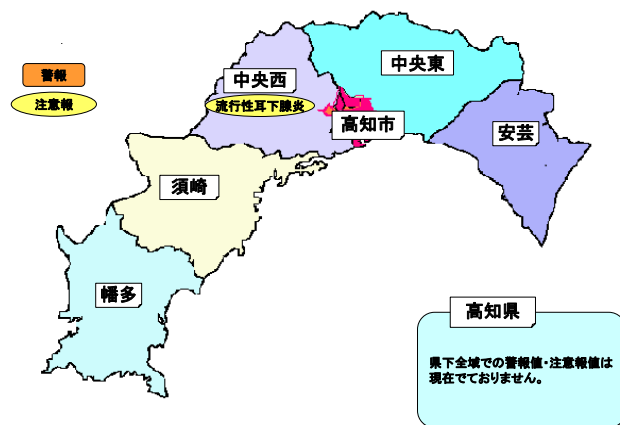 警報
注意報
中央西
流行性耳下腺炎
中央東
高知市
安芸
須崎
幡多
高知県
県下全域での警報値・注意報値は
現在でておりません。